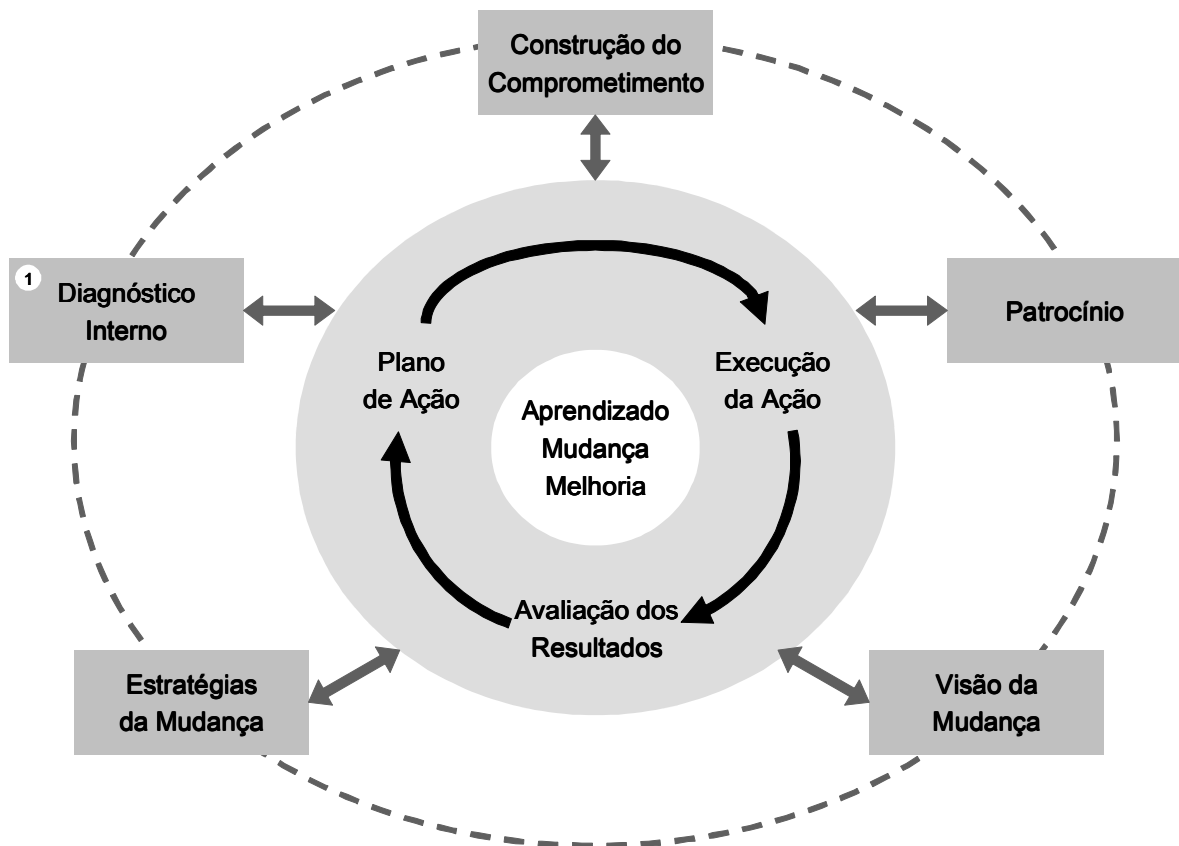 Construção do
Comprometimento
1
Diagnóstico
Interno
Patrocínio
Plano
de Ação
Execução
da Ação
Aprendizado
Mudança
Melhoria
Avaliação dos
Resultados
Estratégias
da Mudança
Visão da
Mudança